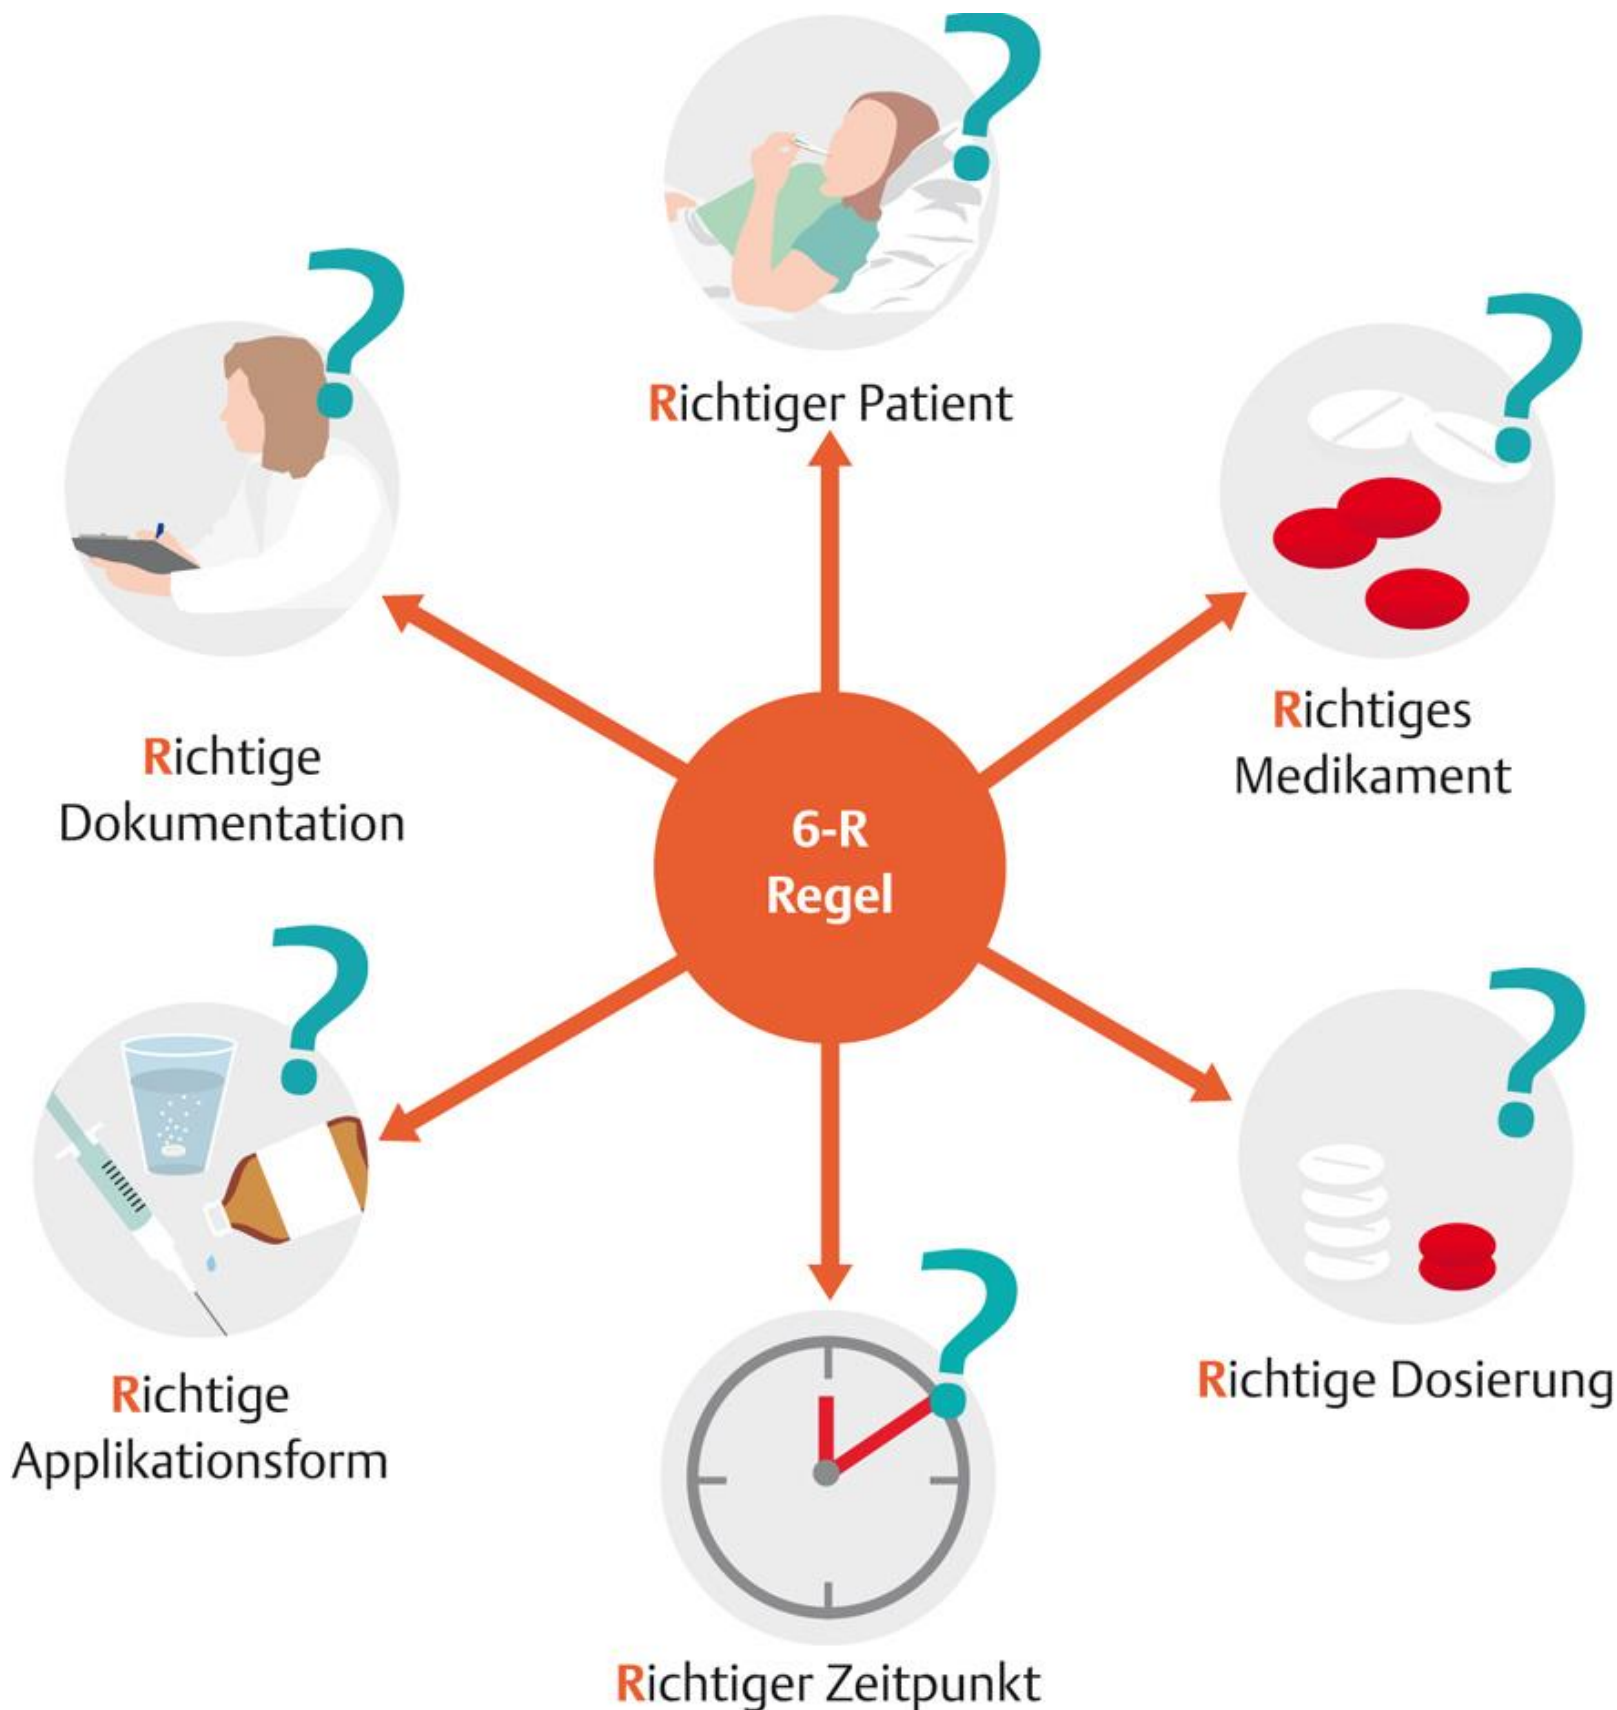 Richtiger Patient
Richtiges
Medikament
Richtige Dosierung
Richtiger Zeitpunkt
Richtige
Applikationsform
Richtige
Dokumentation
6-R
Regel
?
?
?
?
?
?